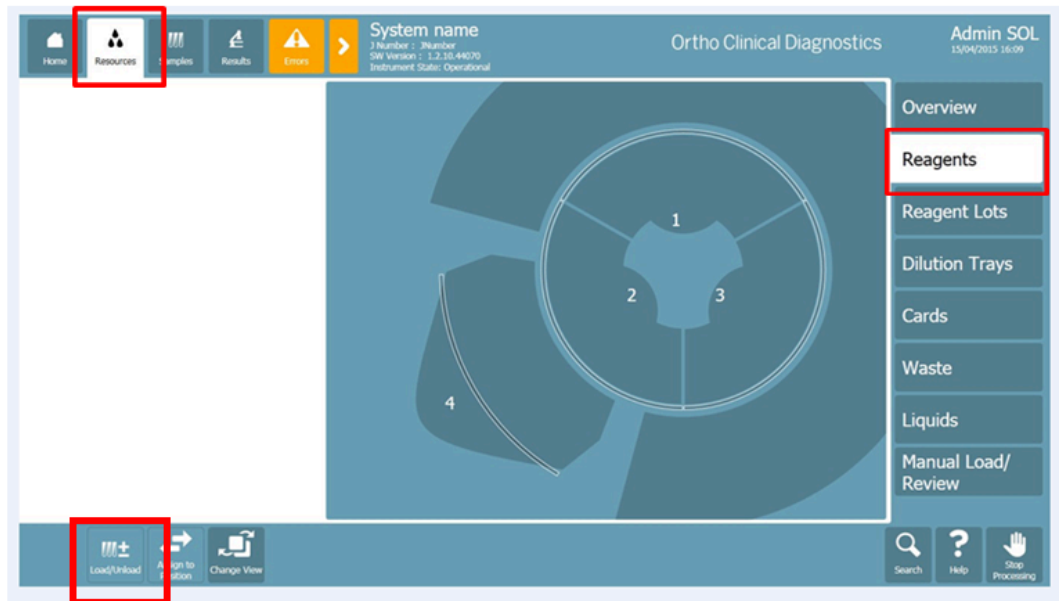 Home
Resources
Samples
Results
Errors
System name
J Number : JNumber
SW Version : 1.2.10.44070
Instrument State: Operational
Ortho Clinical Diagnostics
Admin SOL
15/04/2015 16:09
1
2
3
4
Overview
Reagents
Reagent Lots
Dilution Trays
Cards
Waste
Liquids
Manual Load/
Review
Load/Unload
Assign to
Position
Change View
Search
Help
Stop
Processing